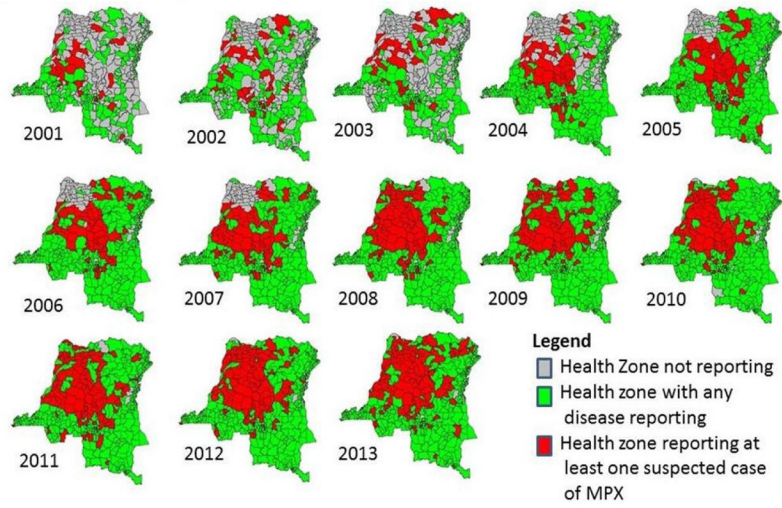 2001
2002
2003
2004
2005
2006
2007
2008
2009
2010
2011
2012
2013
Legend
Health Zone not reporting
Health zone with any
disease reporting
Health zone reporting at
least one suspected case
of MPX